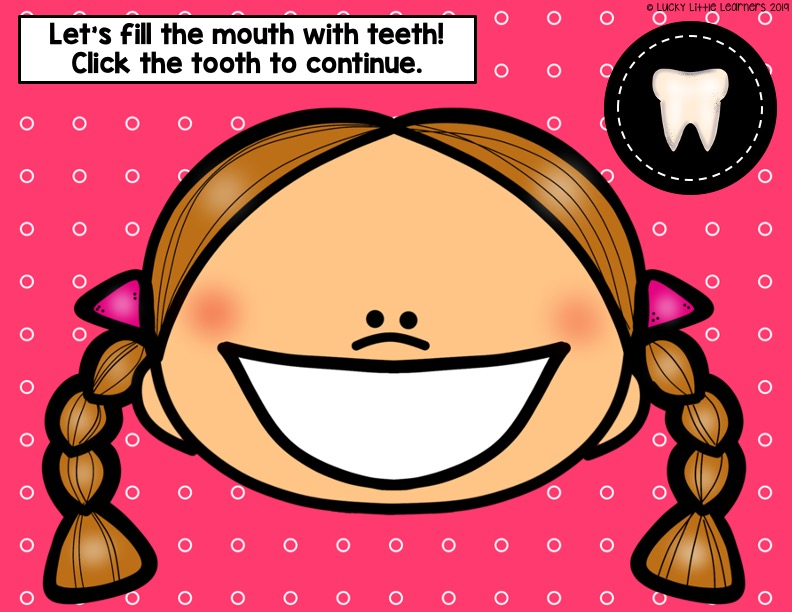 © Lucky Little Learners 2019
Let's fill the mouth with teeth!
Click the tooth to continue.